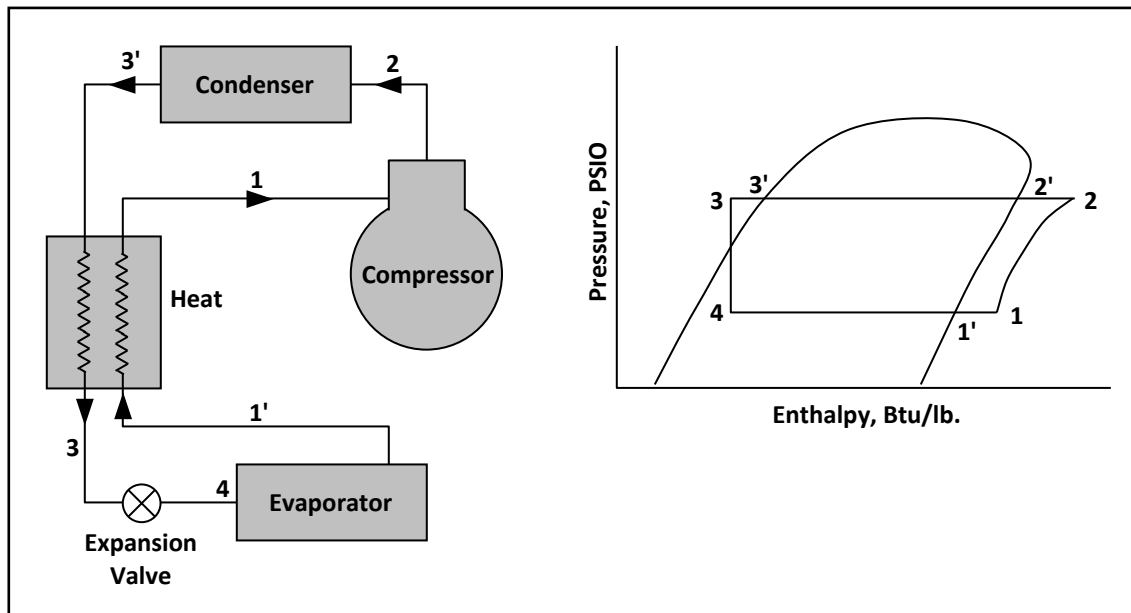 3'
Condenser
2
1
Heat
Compressor
1'
3
4
Evaporator
Expansion
Valve
Pressure, PSIO
3
3'
2'
2
4
1'
1
Enthalpy, Btu/lb.